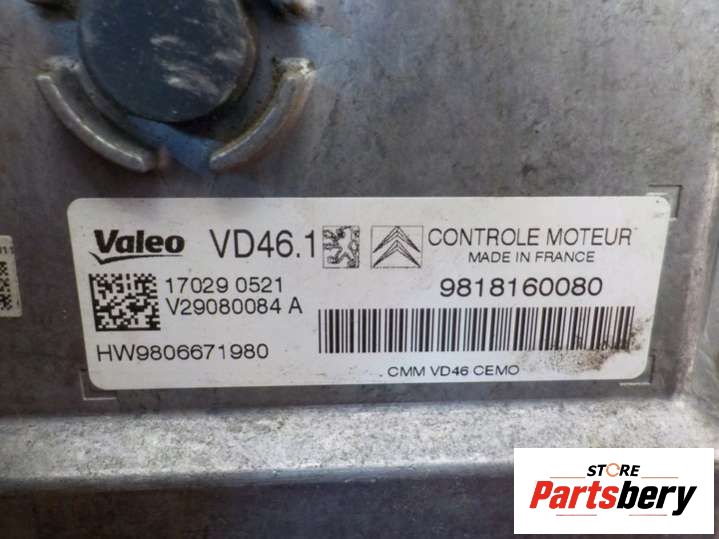 Valeo VD46.1 CONTROLE MOTEUR
MADE IN FRANCE
17029 0521
V29080084 A
9818160080
HW9806671980
CMM VD46 CEMO
STORE
Partsbery